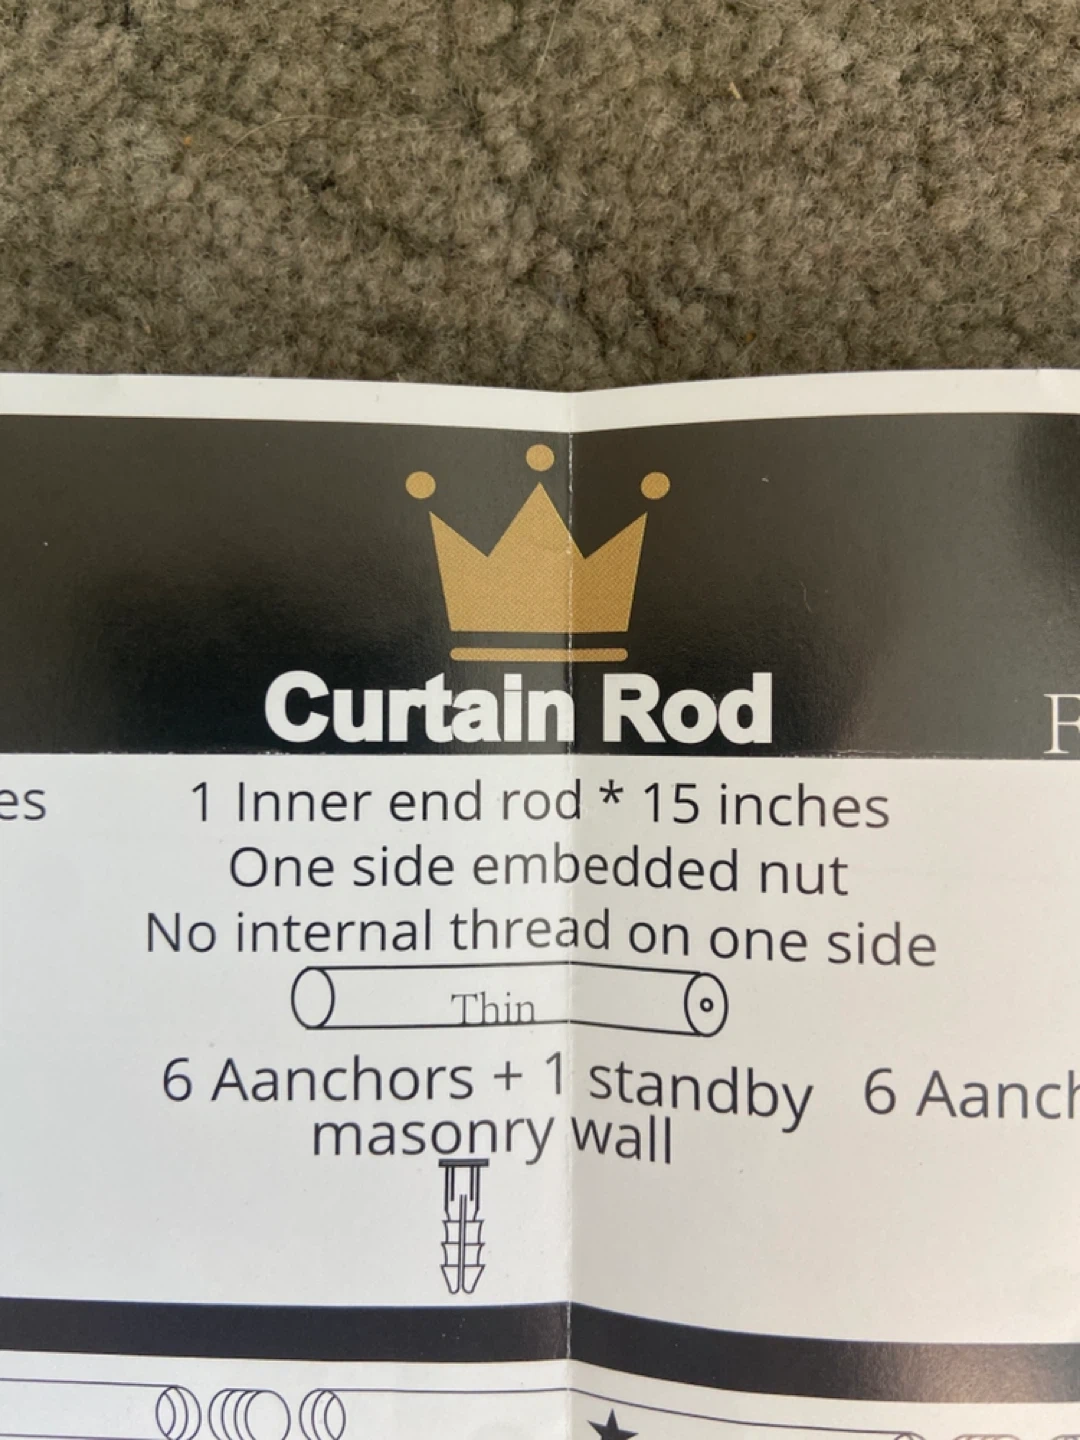 Curtain Rod
1 Inner end rod * 15 inches
One side embedded nut
No internal thread on one side
Thin
6 Aanchors + 1 standby
masonry wall
6